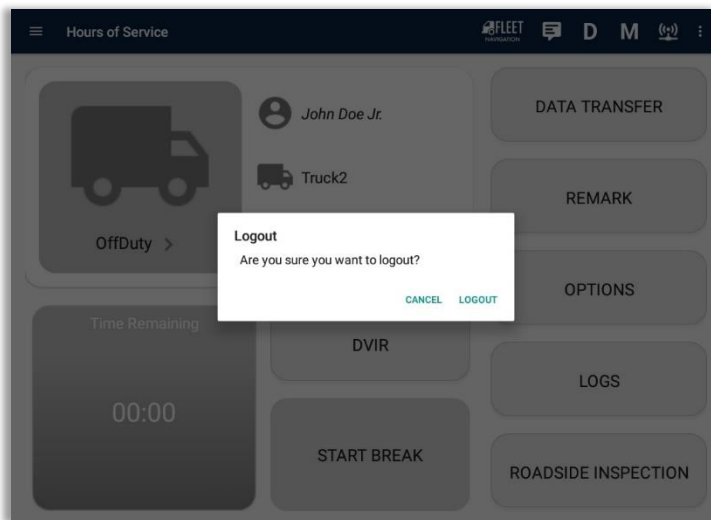 Hours of Service
FLEET
NAVIGATION
D
M
John Doe Jr.
Truck2
OffDuty >
Logout
Are you sure you want to logout?
CANCEL LOGOUT
Time Remaining
00:00
DVIR
START BREAK
DATA TRANSFER
REMARK
OPTIONS
LOGS
ROADSIDE INSPECTION